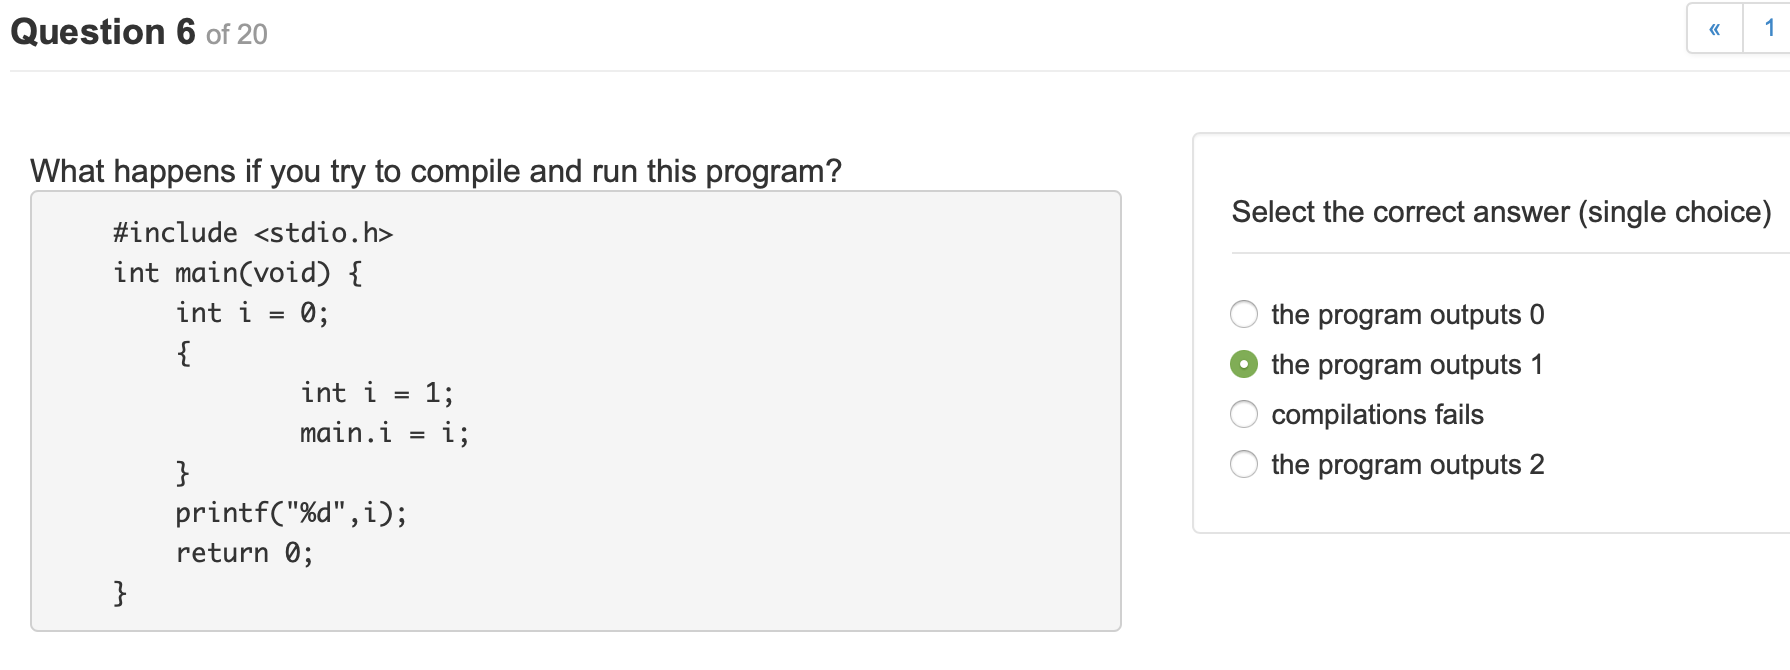 Question 6 of 20
« 1
What happens if you try to compile and run this program?
#include <stdio.h>
int main(void) {
int i = 0;
{
int i = 1;
main.i = i;
}
printf("%d",i);
return 0;
}
Select the correct answer (single choice)
the program outputs 0
the program outputs 1
compilations fails
the program outputs 2